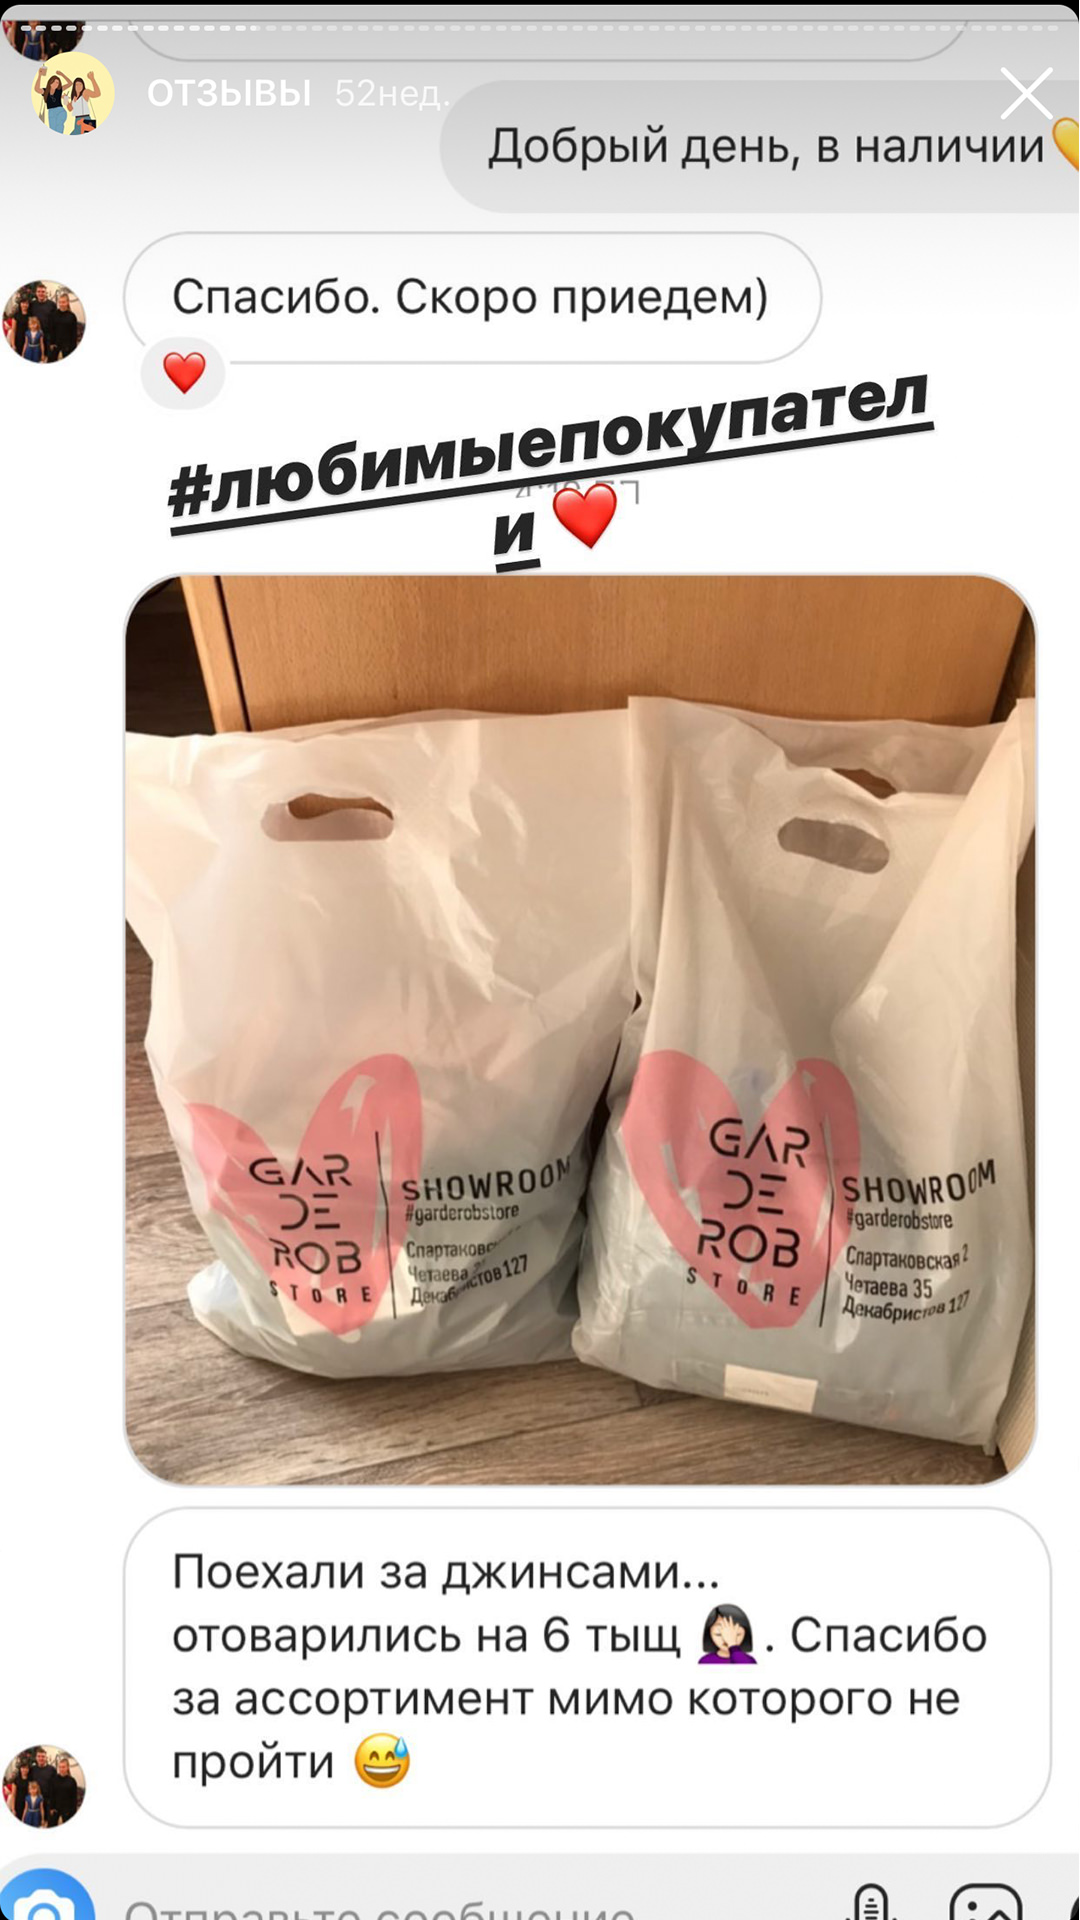 ОТЗЫВЫ 52нед.
Добрый день, в наличии💛
Спасибо. Скоро приедем)
❤️
#любимыепокупател
и ❤️
GAR
DE
ROB
STORE
SHOWROOM
#garderobstore
Четаева
Декабристов 127
GAR
DE
ROB
STORE
SHOWROOM
#garderobstore
Спартаковская 2
Четаева 35
Декабристов 127
Поехали за джинсами...
отоварились на 6 тыщ 🤦🏻‍♀️. Спасибо
за ассортимент мимо которого не
пройти 😅
Отправьте сообщение